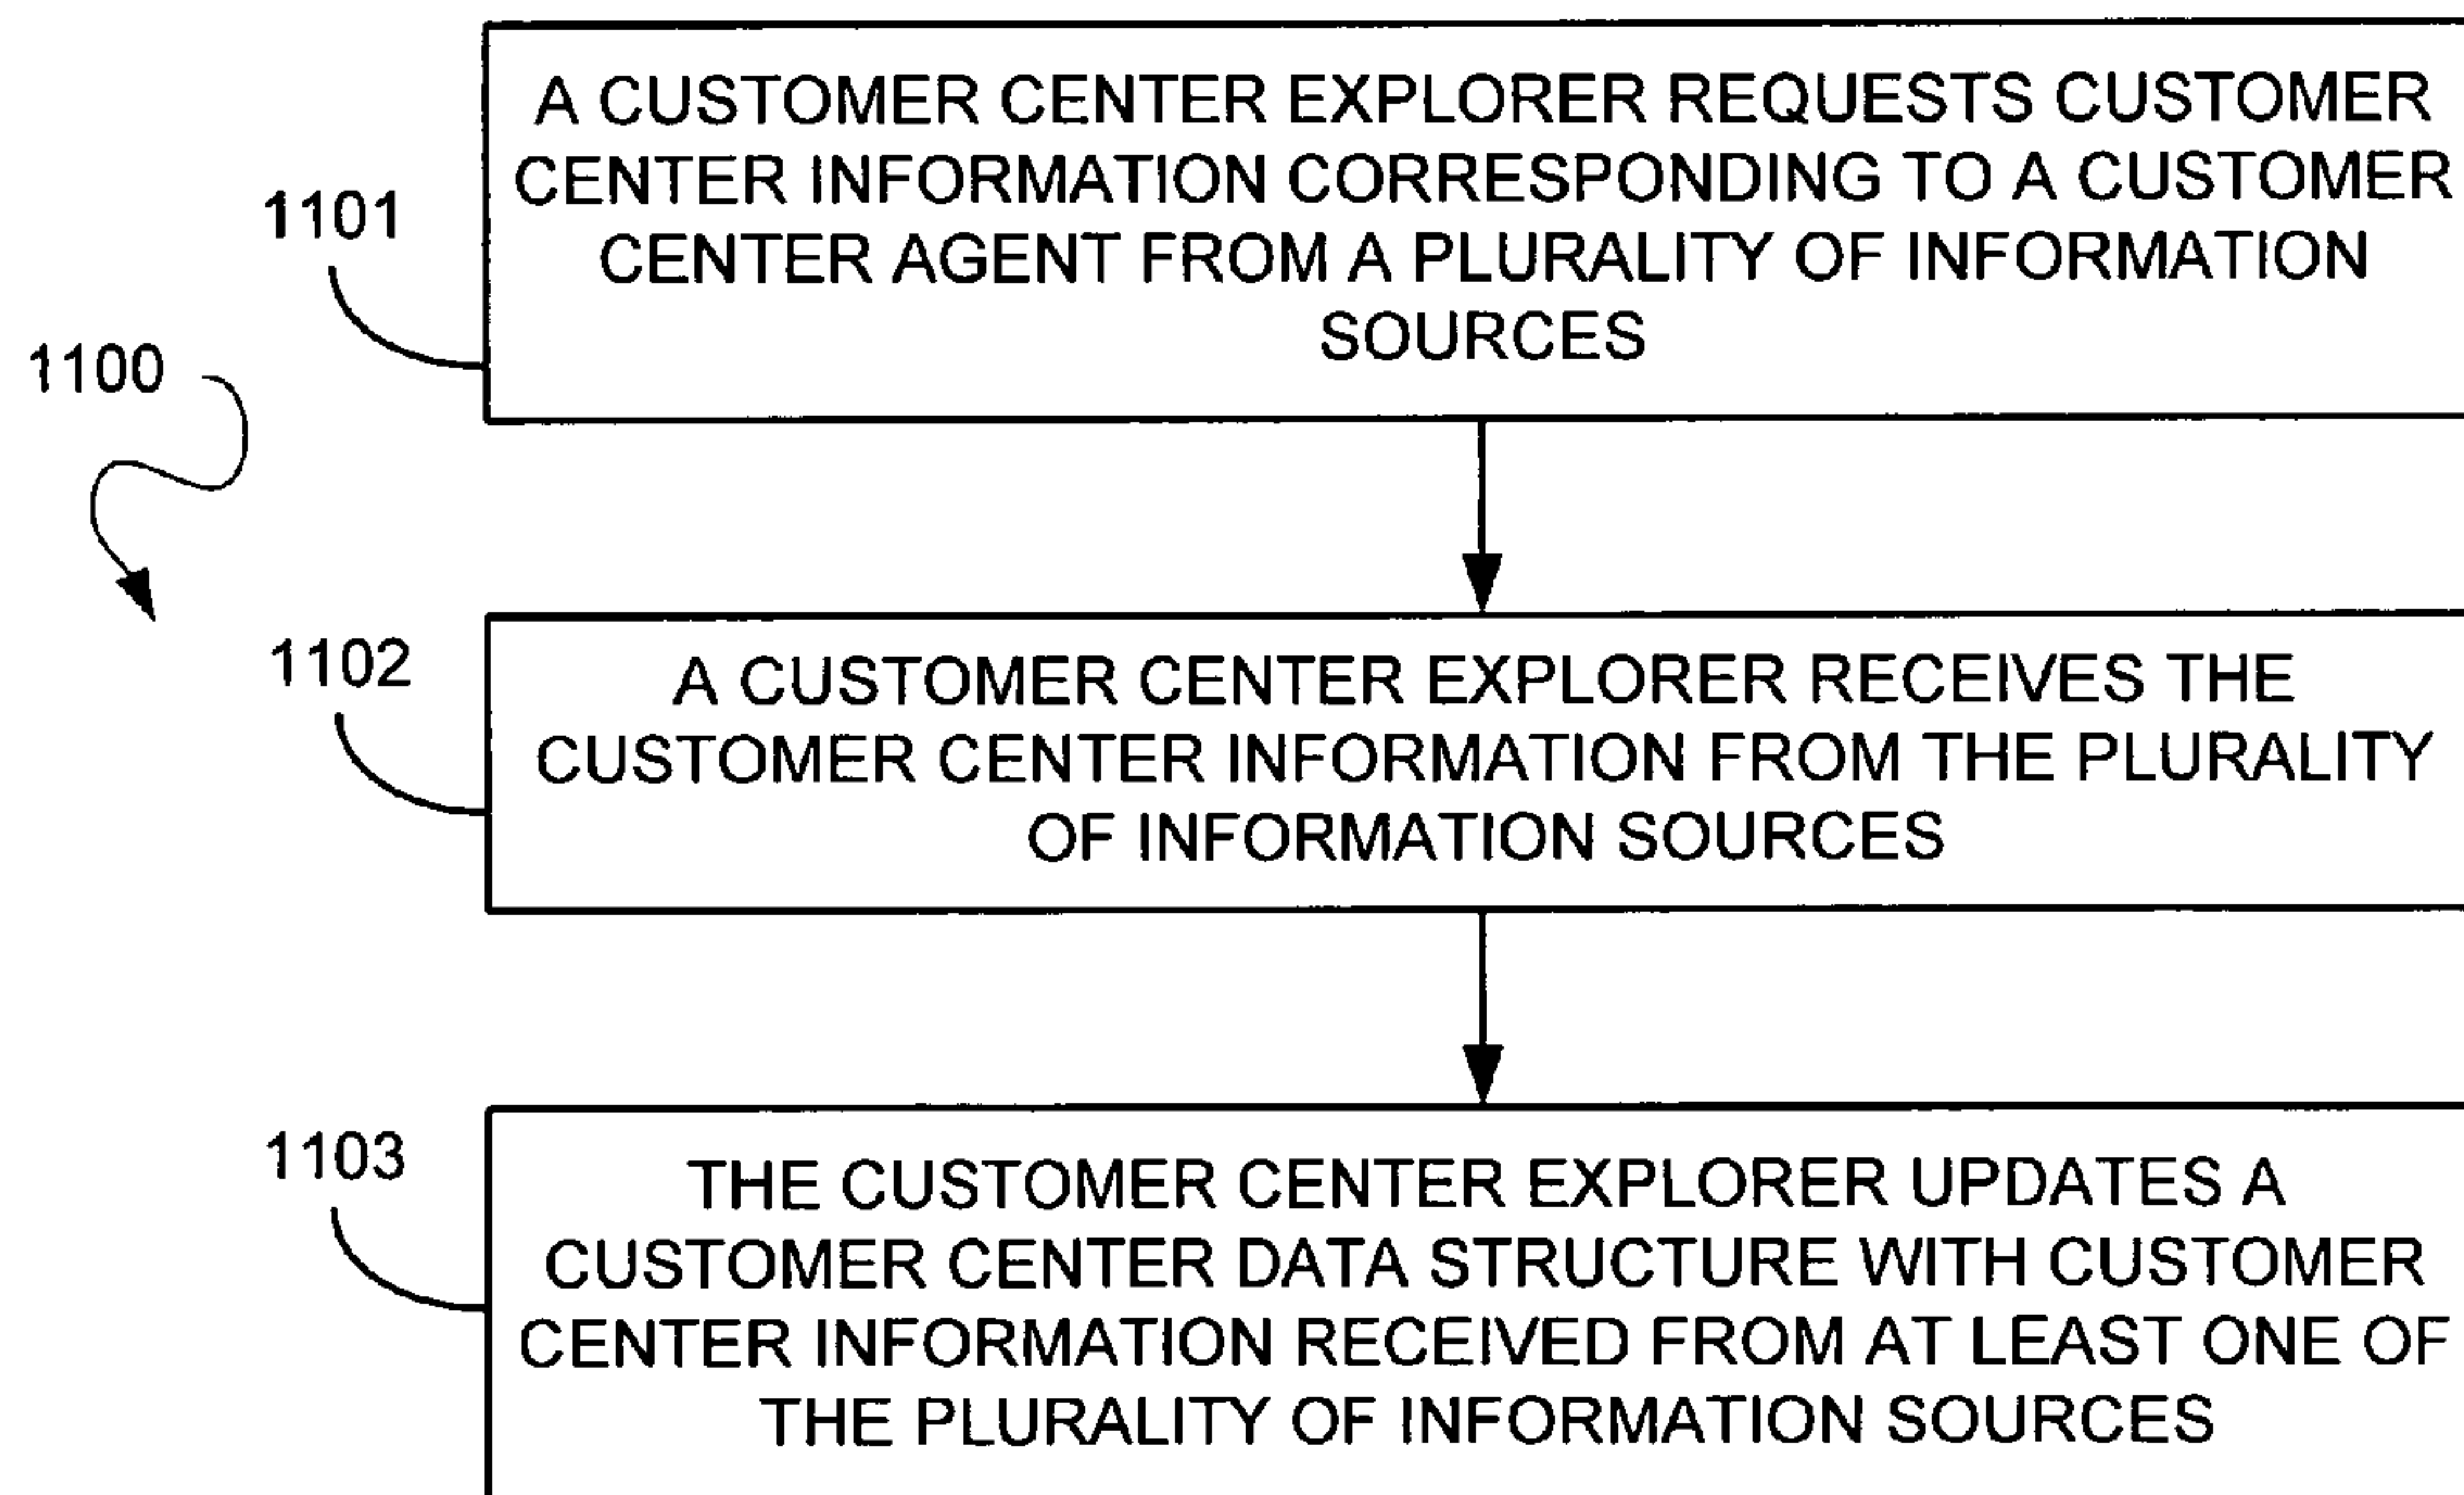 A CUSTOMER CENTER EXPLORER REQUESTS CUSTOMER
CENTER INFORMATION CORRESPONDING TO A CUSTOMER
CENTER AGENT FROM A PLURALITY OF INFORMATION
SOURCES
1101
1100
1102
A CUSTOMER CENTER EXPLORER RECEIVES THE
CUSTOMER CENTER INFORMATION FROM THE PLURALITY
OF INFORMATION SOURCES
1103
THE CUSTOMER CENTER EXPLORER UPDATES A
CUSTOMER CENTER DATA STRUCTURE WITH CUSTOMER
CENTER INFORMATION RECEIVED FROM AT LEAST ONE OF
THE PLURALITY OF INFORMATION SOURCES